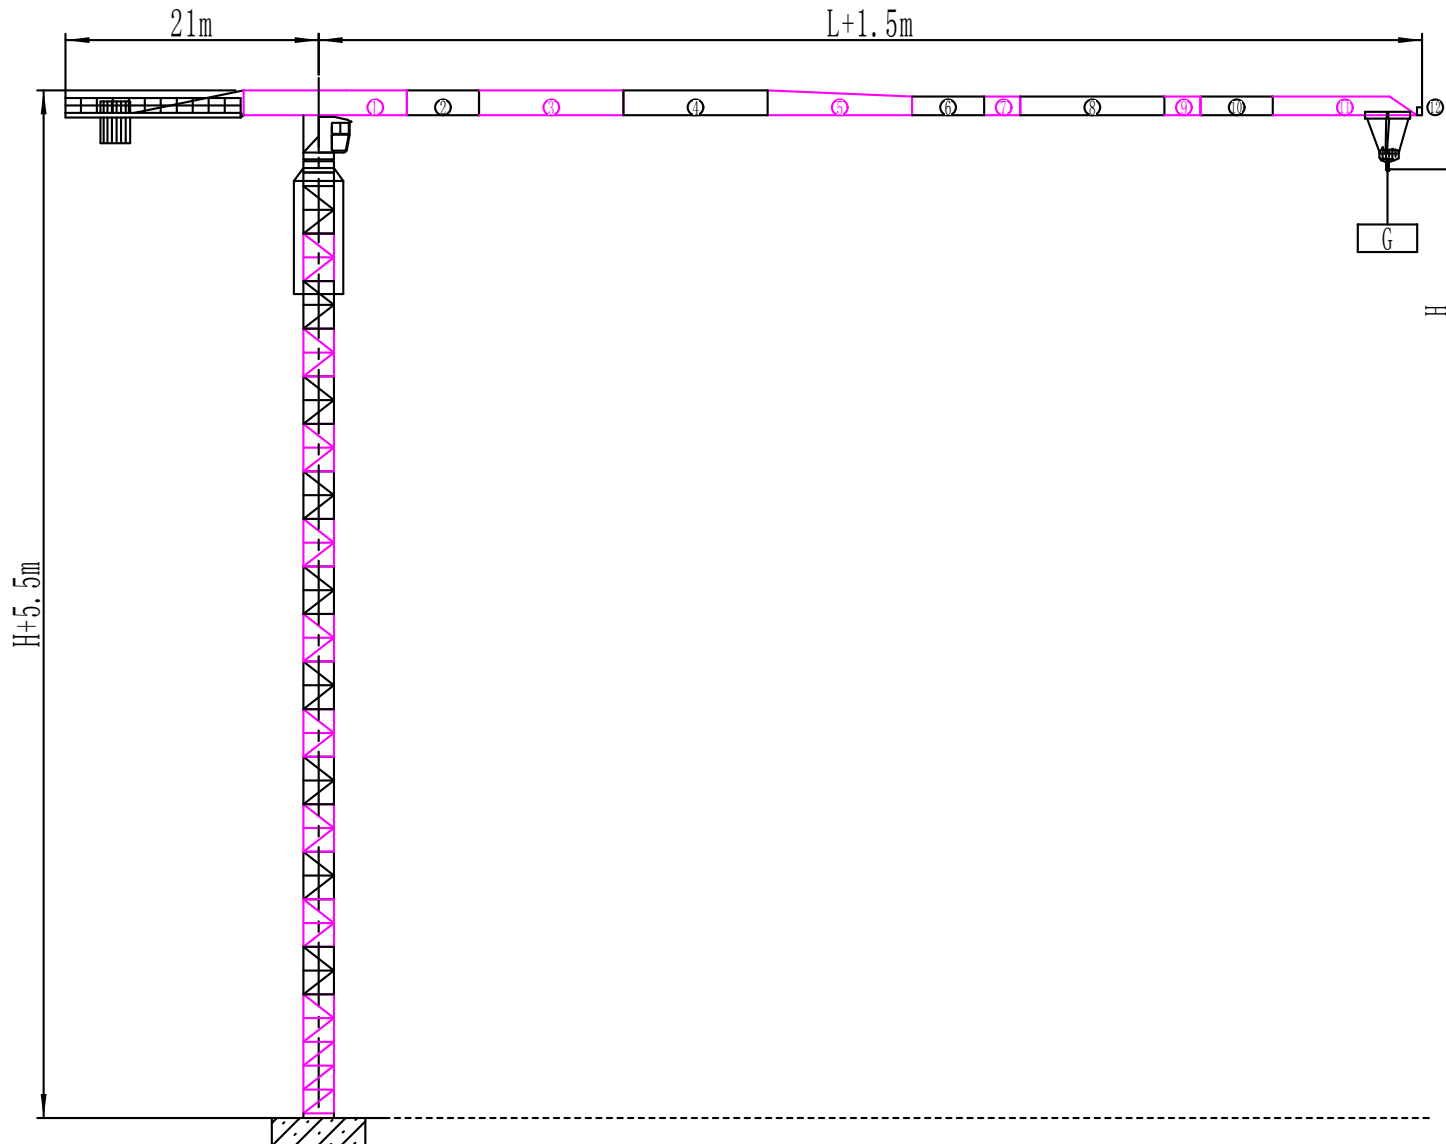 21m
L+1.5m
① ② ③ ④ ⑤ ⑥ ⑦ ⑧ ⑨ ⑩ ⑪ ⑫
G
H
H+5.5m